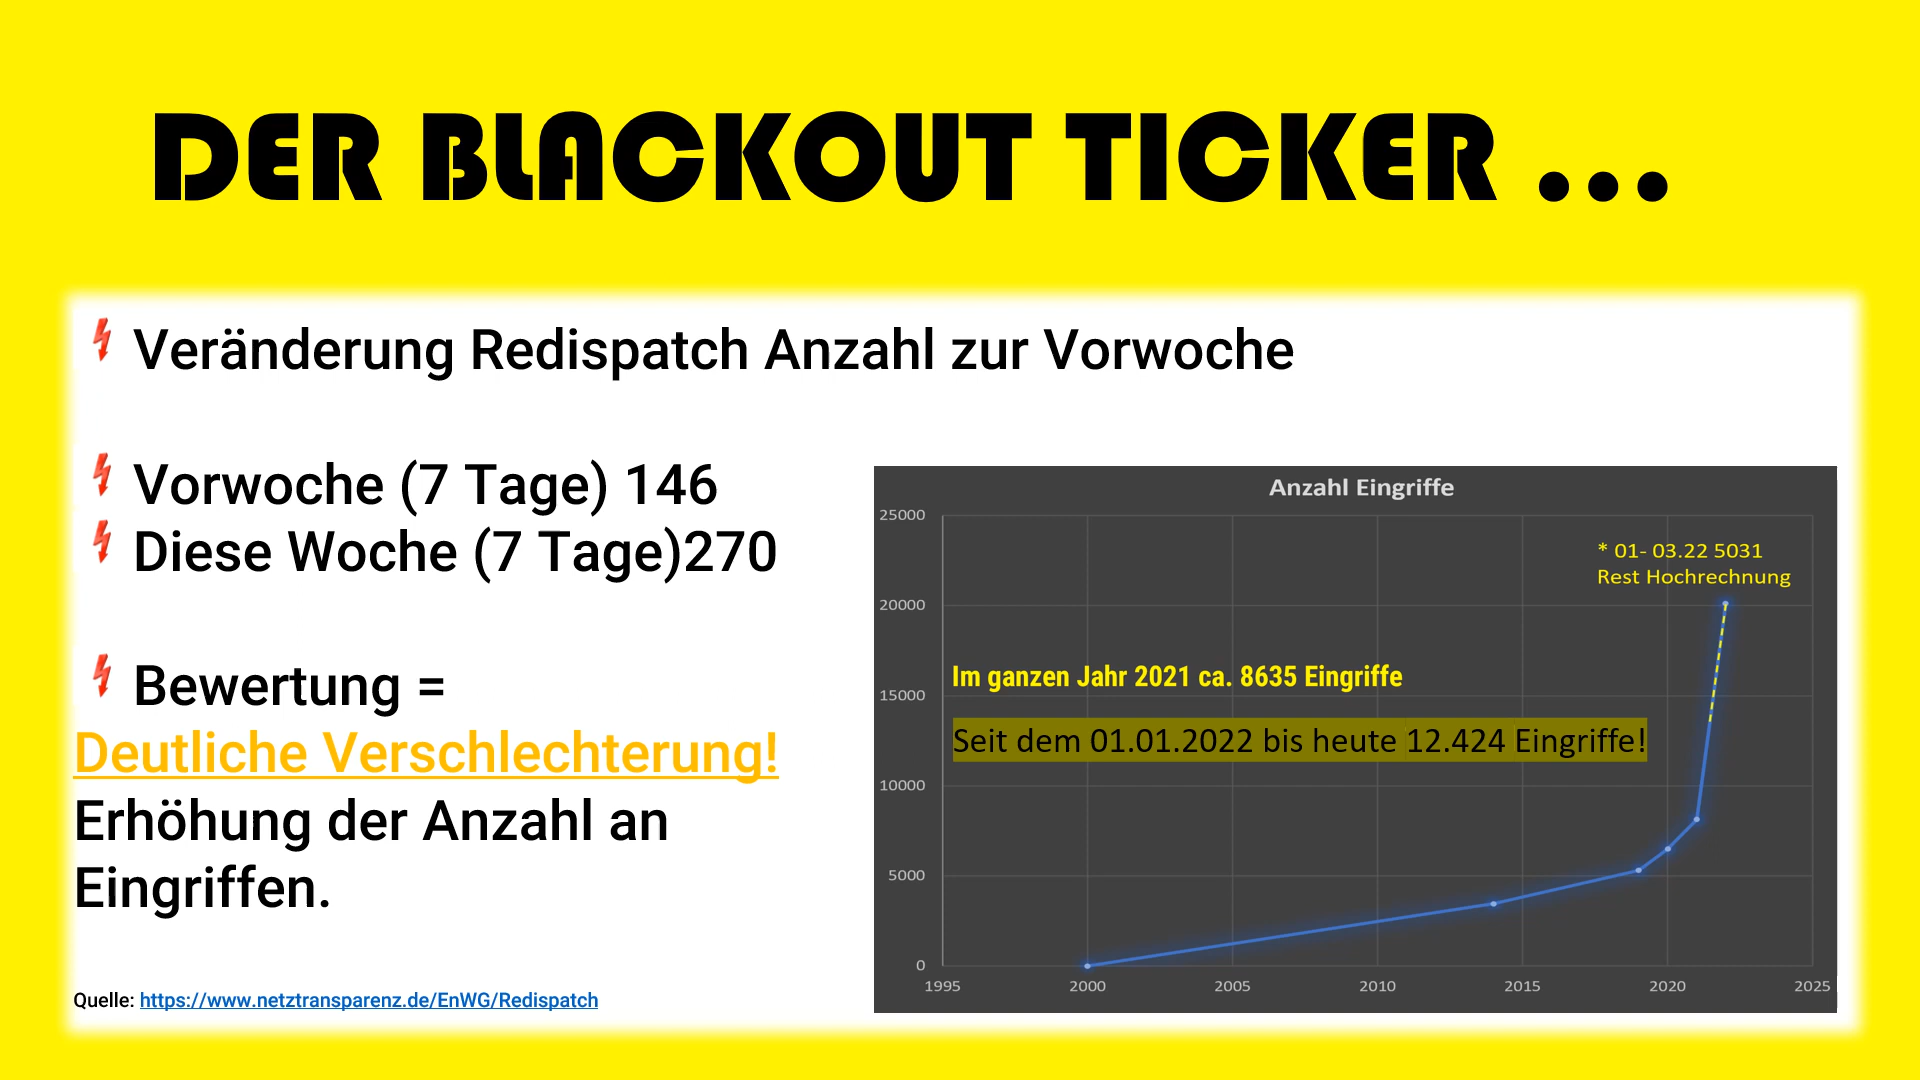 DER BLACKOUT TICKER ...
Veränderung Redispatch Anzahl zur Vorwoche
Vorwoche (7 Tage) 146
Diese Woche (7 Tage)270
Bewertung =
Deutliche Verschlechterung!
Erhöhung der Anzahl an
Eingriffen.
Quelle: https://www.netztransparenz.de/EnWG/Redispatch
Anzahl Eingriffe
25000
* 01- 03.22 5031
Rest Hochrechnung
20000
Im ganzen Jahr 2021 ca. 8635 Eingriffe
15000
Seit dem 01.01.2022 bis heute 12.424 Eingriffe!
10000
5000
0
1995 2000 2005 2010 2015 2020 2025